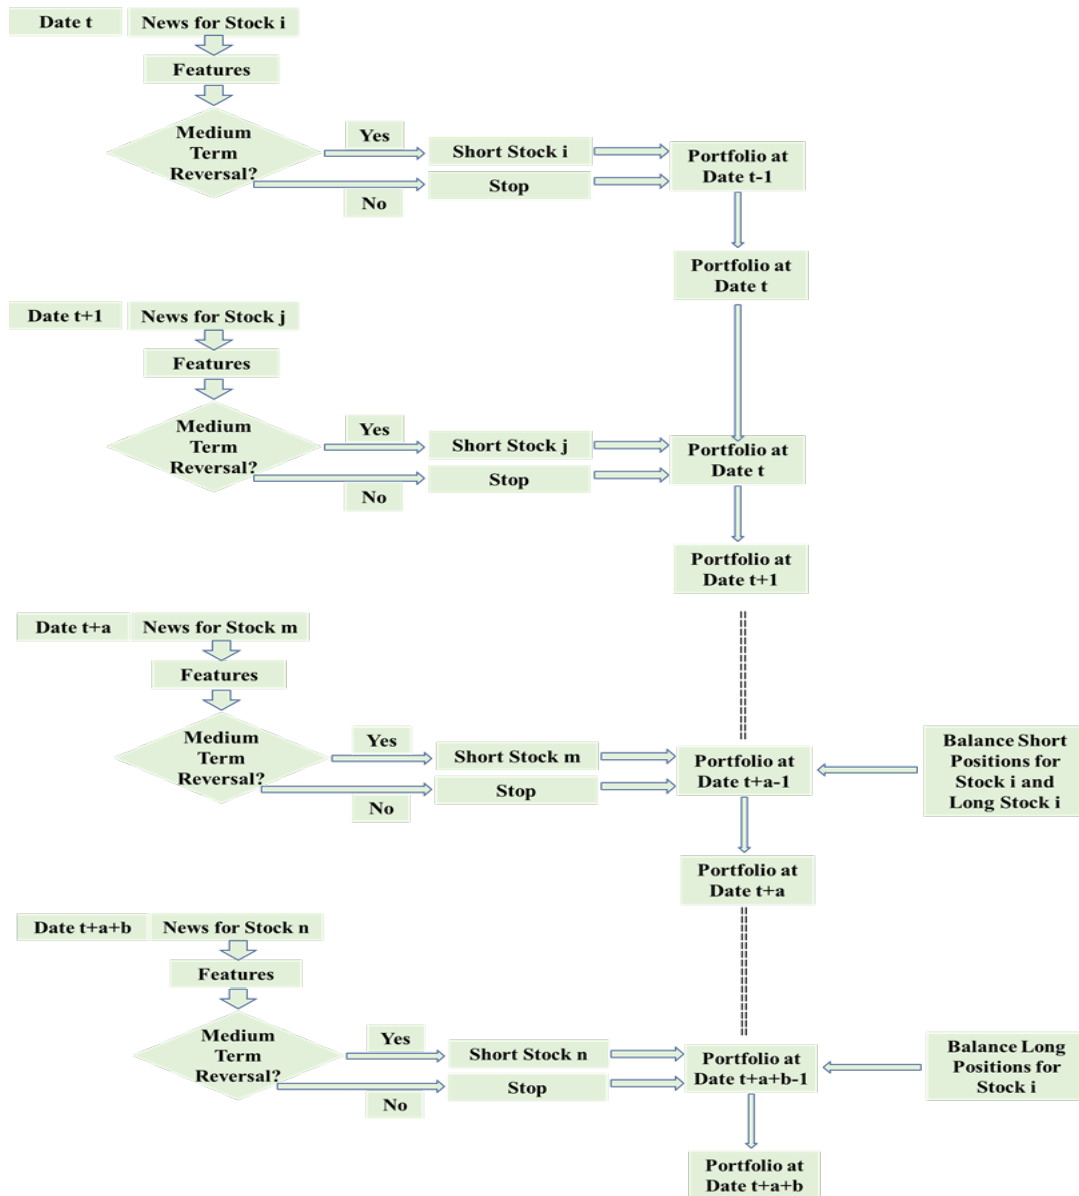 Date t
News for Stock i
Features
Medium
Term
Reversal?
Yes
No
Short Stock i
Stop
Portfolio at
Date t-1
Portfolio at
Date t
Date t+1
News for Stock j
Features
Medium
Term
Reversal?
Yes
No
Short Stock j
Stop
Portfolio at
Date t
Portfolio at
Date t+1
Date t+a
News for Stock m
Features
Medium
Term
Reversal?
Yes
No
Short Stock m
Stop
Portfolio at
Date t+a-1
Balance Short
Positions for
Stock i and
Long Stock i
Portfolio at
Date t+a
Date t+a+b
News for Stock n
Features
Medium
Term
Reversal?
Yes
No
Short Stock n
Stop
Portfolio at
Date t+a+b-1
Balance Long
Positions for
Stock i
Portfolio at
Date t+a+b